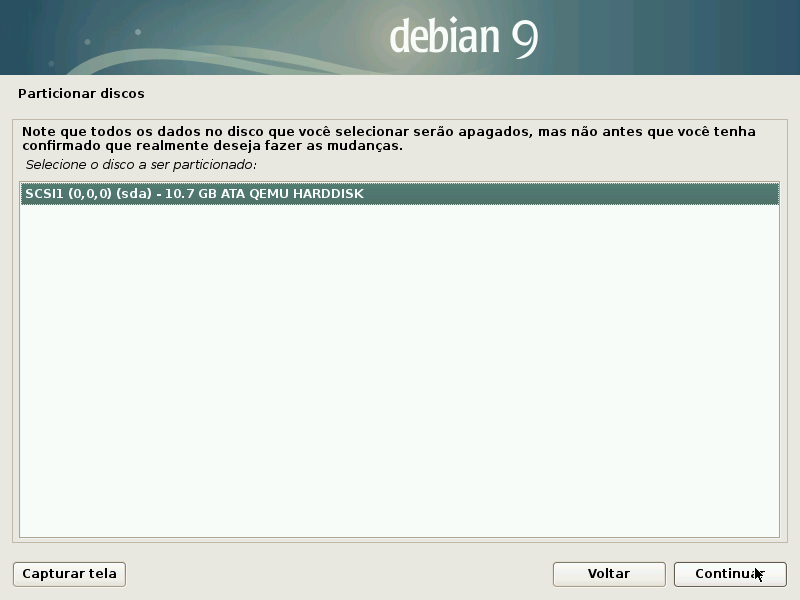 debian 9
Particionar discos
Note que todos os dados no disco que você selecionar serão apagados, mas não antes que você tenha
confirmado que realmente deseja fazer as mudanças.
Selecione o disco a ser particionado:
SCSI1 (0,0,0) (sda) - 10.7 GB ATA QEMU HARDDISK
Capturar tela
Voltar
Continuar